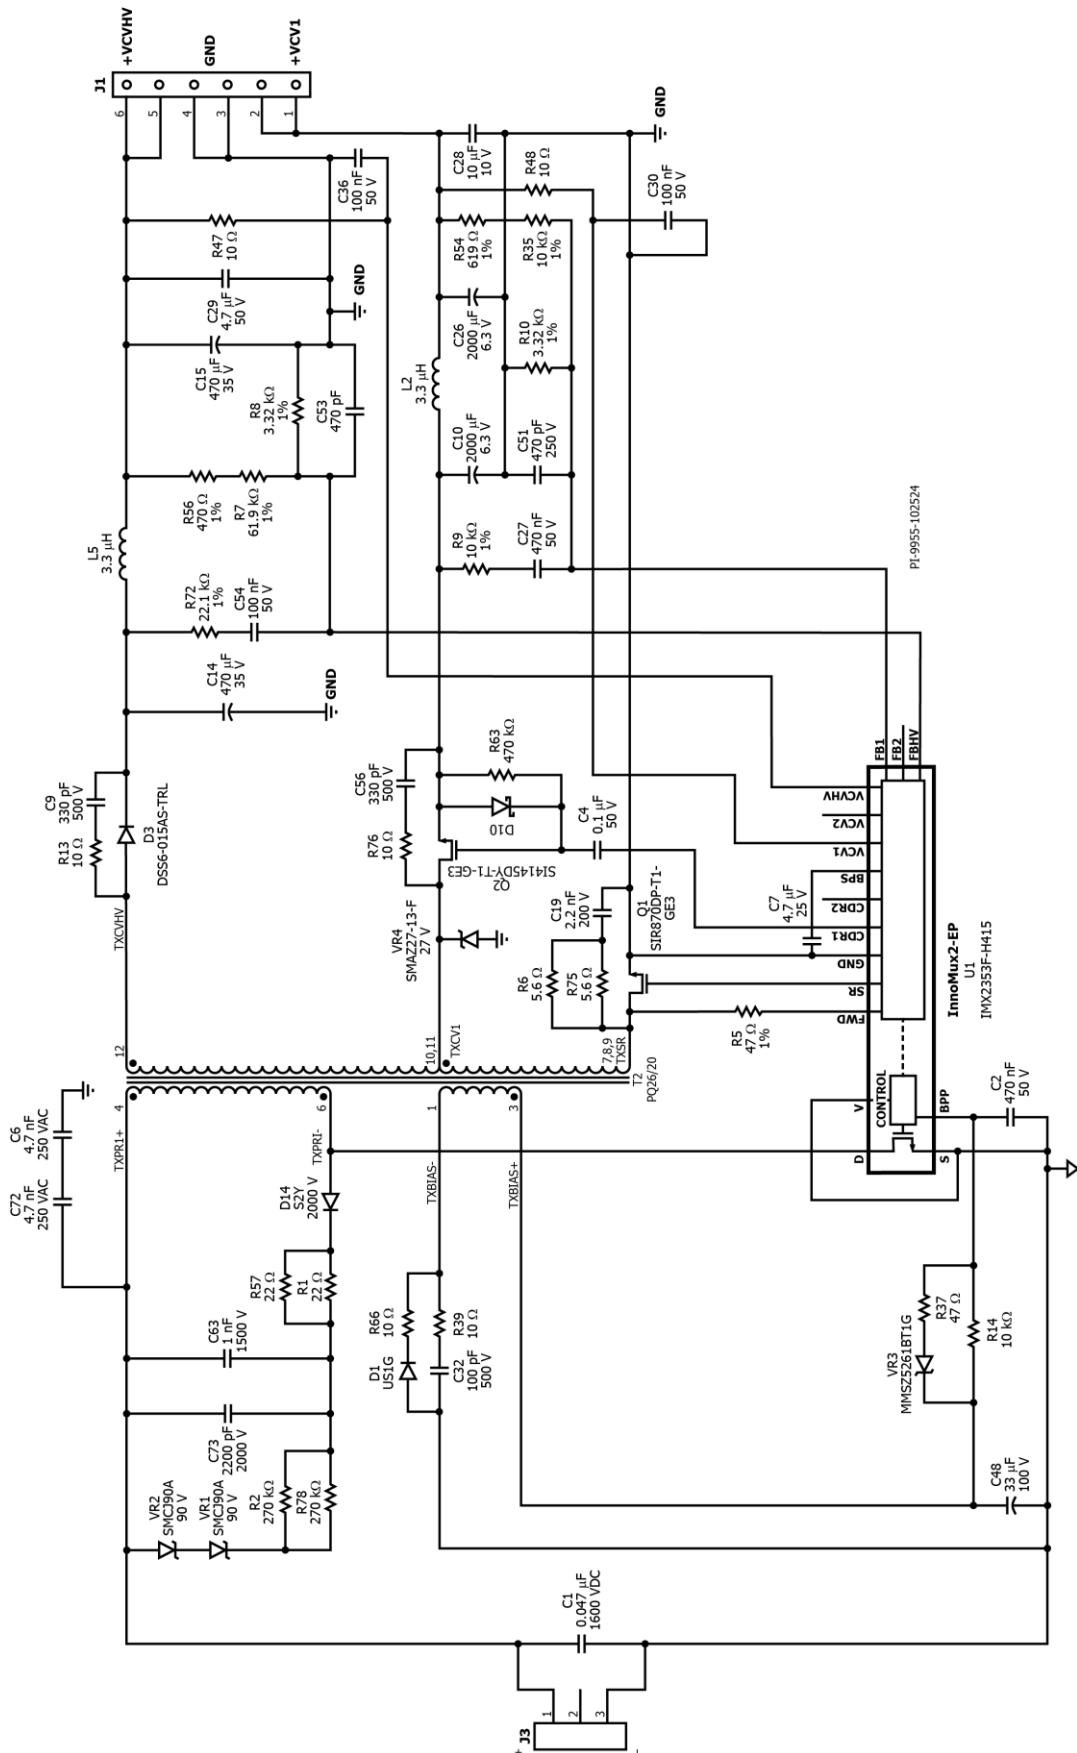 J3
+
-
1
2
3
C1
0.047 µF
1600 VDC
VR2
SMCJ90A
90 V
VR1
SMCJ90A
90 V
R2
270 kΩ
R78
270 kΩ
C73
2200 pF
2000 V
C63
1 nF
1500 V
R57
22 Ω
R1
22 Ω
D14
S2Y
2000 V
C72
4.7 nF
250 VAC
C6
4.7 nF
250 VAC
TXPR1+
4
TXPRI-
6
D1
US1G
R66
10 Ω
C32
100 pF
500 V
R39
10 Ω
TXBIAS-
1
TXBIAS+
3
C48
33 µF
100 V
VR3
MMSZ5261BT1G
R37
47 Ω
R14
10 kΩ
C2
470 nF
50 V
T2
PQ26/20
12
TXCVHV
10,11
TXCV1
7,8,9
TXSR
R13
10 Ω
C9
330 pF
500 V
D3
DSS6-015AS-TRL
C14
470 µF
35 V
GND
R72
22.1 kΩ
1%
C54
100 nF
50 V
L5
3.3 µH
R56
470 Ω
1%
R7
61.9 kΩ
1%
R8
3.32 kΩ
1%
C53
470 pF
C15
470 µF
35 V
C29
4.7 µF
50 V
GND
R47
10 Ω
C36
100 nF
50 V
J1
6
5
4
3
2
1
+VCVHV
GND
+VCV1
VR4
SMAZ27-13-F
27 V
R76
10 Ω
C56
330 pF
500 V
Q2
SI4145DY-T1-GE3
D10
R63
470 kΩ
C4
0.1 µF
50 V
R9
10 kΩ
1%
C27
470 nF
50 V
C10
2000 µF
6.3 V
C51
470 pF
250 V
L2
3.3 µH
C26
2000 µF
6.3 V
R10
3.32 kΩ
1%
R54
619 Ω
1%
R35
10 kΩ
1%
C28
10 µF
10 V
R48
10 Ω
C30
100 nF
50 V
GND
R6
5.6 Ω
R75
5.6 Ω
C19
2.2 nF
200 V
Q1
SIR870DP-T1-
GE3
R5
47 Ω
1%
C7
4.7 µF
25 V
D
V
S
BPP
CONTROL
FWD
SR
GND
CDR1
CDR2
BPS
VCV1
VCV2
VCVHV
FB1
FB2
FBHV
InnoMux2-EP
U1
IMX2353F-H415
PI-9955-102524